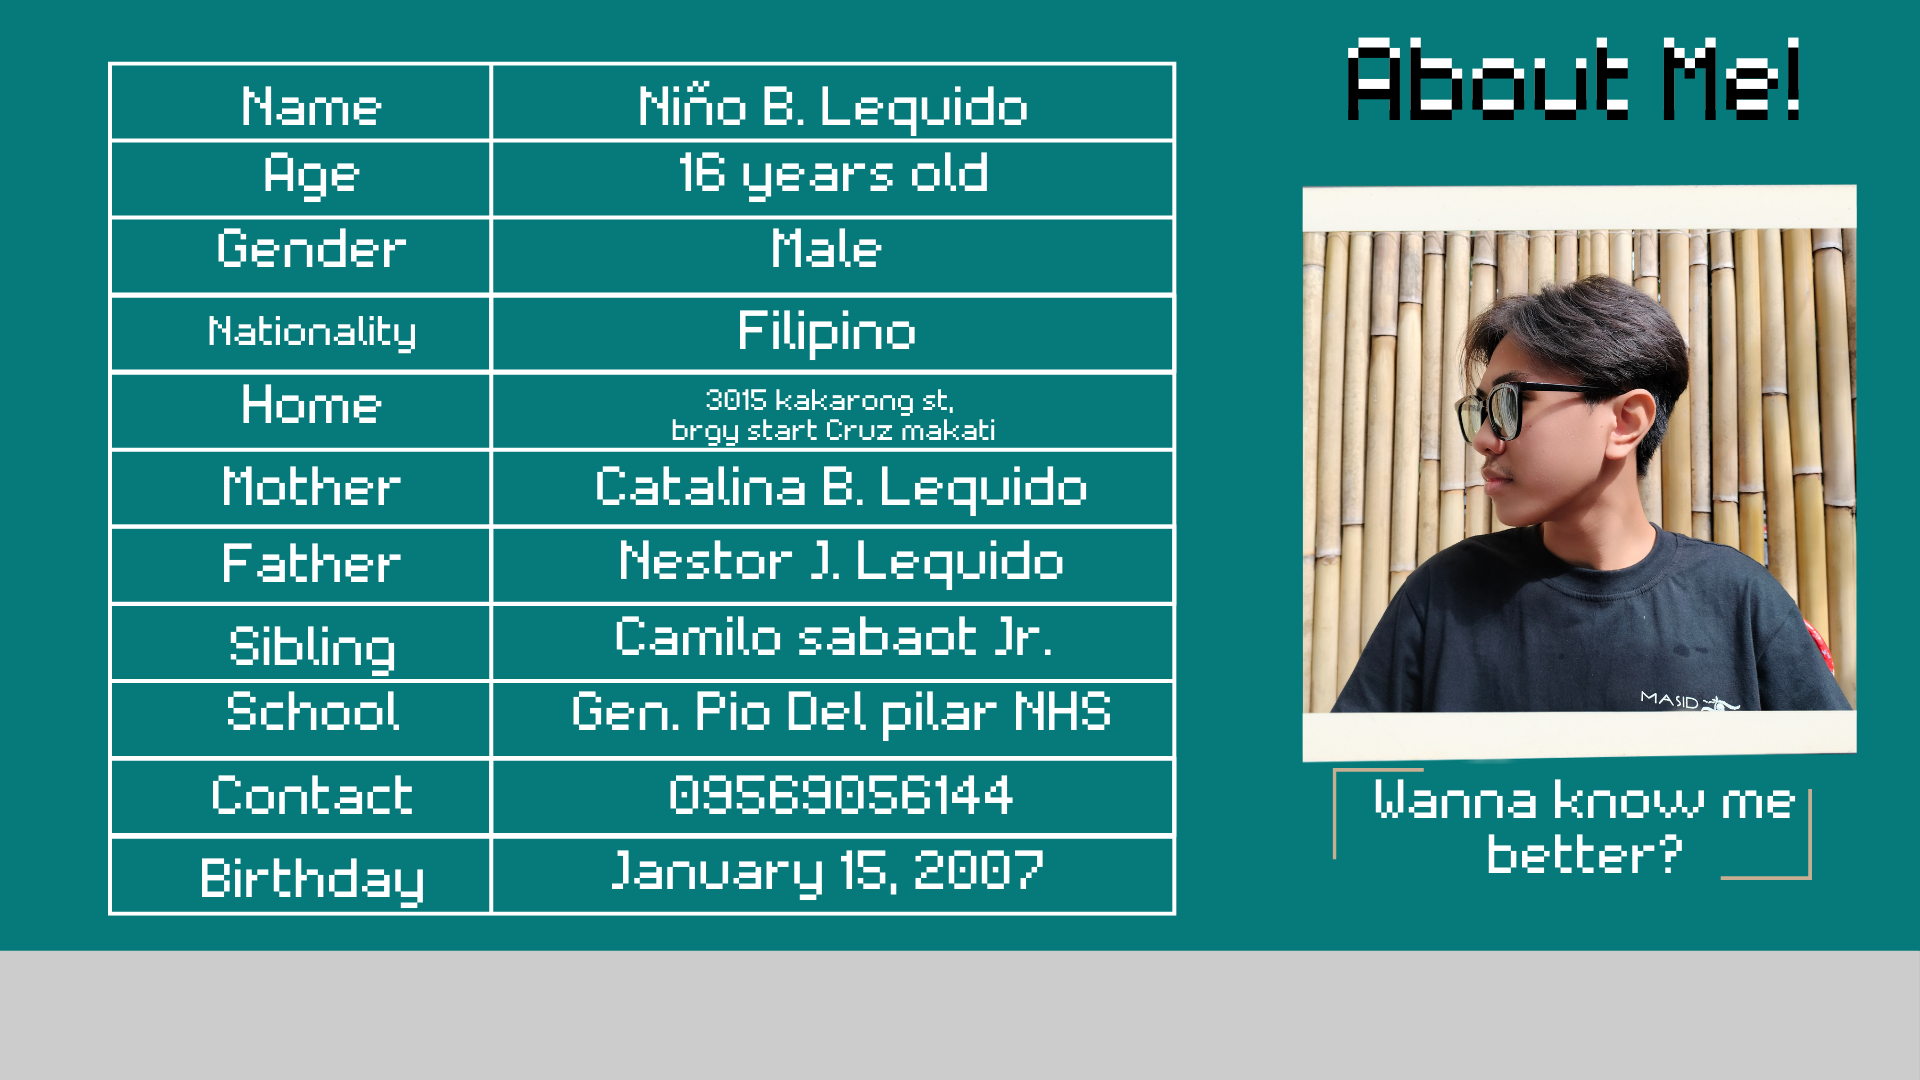 About Me!
Name Niño B. Lequido
Age 16 years old
Gender Male
Nationality Filipino
Home 3015 kakarong st,
brgy start Cruz makati
Mother Catalina B. Lequido
Father Nestor J. Lequido
Sibling Camilo sabaot Jr.
School Gen. Pio Del pilar NHS
Contact 09569056144
Birthday January 15, 2007
MASID
Wanna know me
better?